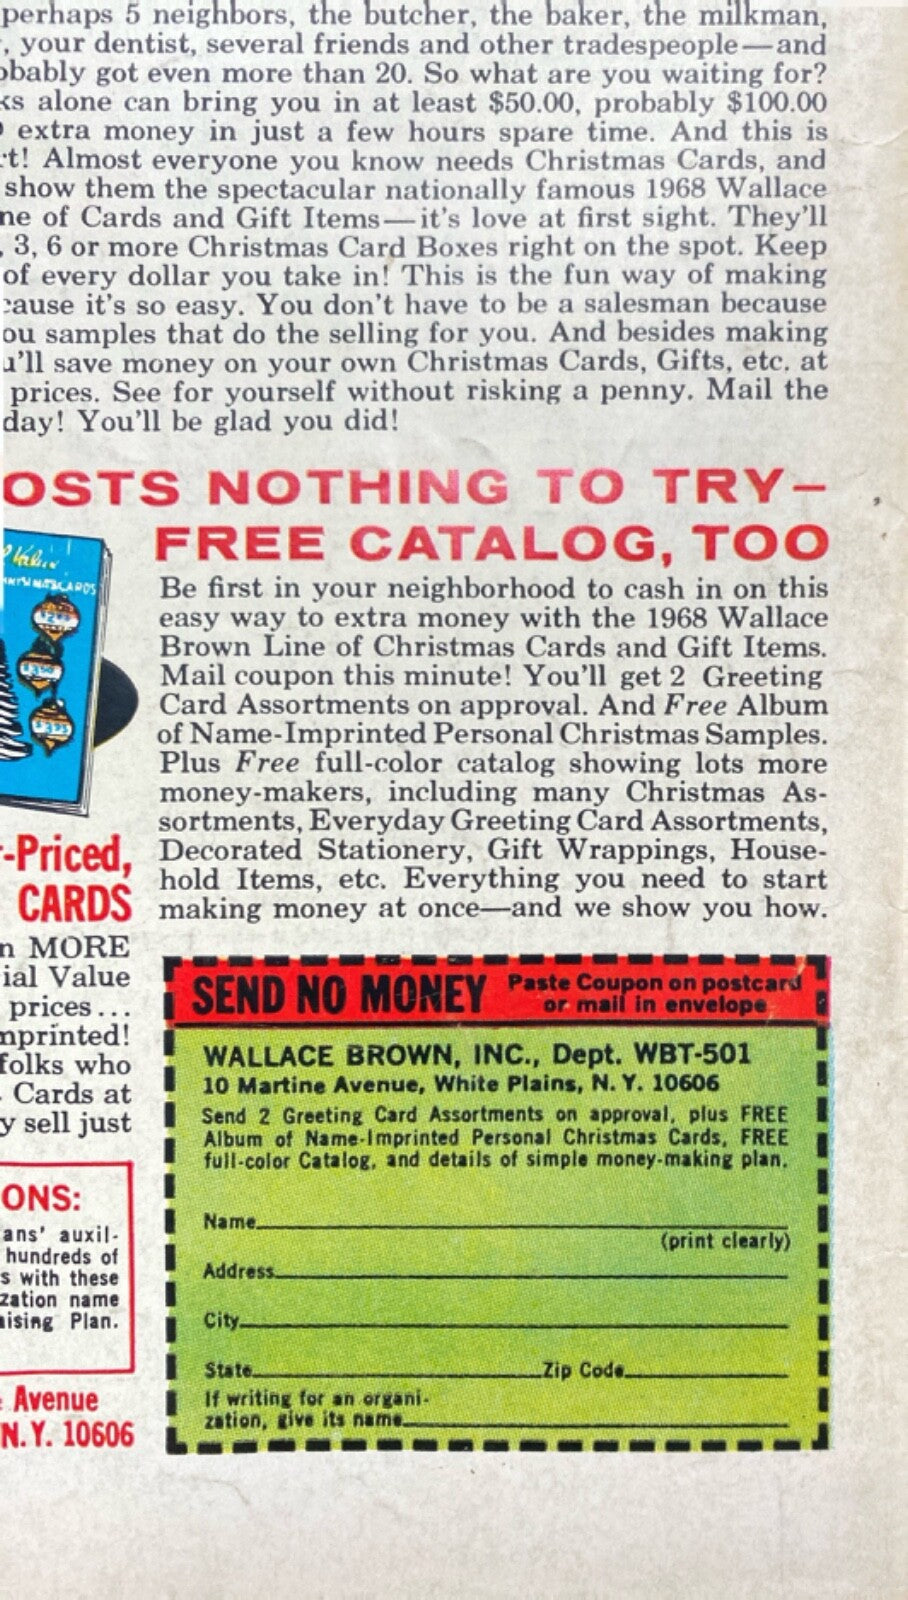 perhaps 5 neighbors, the butcher, the baker, the milkman,
, your dentist, several friends and other tradespeople—and
obably got even more than 20. So what are you waiting for?
ks alone can bring you in at least $50.00, probably $100.00
extra money in just a few hours spare time. And this is
rt! Almost everyone you know needs Christmas Cards, and
show them the spectacular nationally famous 1968 Wallace
ne of Cards and Gift Items—it's love at first sight. They'll
, 3, 6 or more Christmas Card Boxes right on the spot. Keep
of every dollar you take in! This is the fun way of making
cause it's so easy. You don't have to be a salesman because
ou samples that do the selling for you. And besides making
u'll save money on your own Christmas Cards, Gifts, etc. at
prices. See for yourself without risking a penny. Mail the
day! You'll be glad you did!
OSTS NOTHING TO TRY—
FREE CATALOG, TOO
Be first in your neighborhood to cash in on this
easy way to extra money with the 1968 Wallace
Brown Line of Christmas Cards and Gift Items.
Mail coupon this minute! You'll get 2 Greeting
Card Assortments on approval. And Free Album
of Name-Imprinted Personal Christmas Samples.
Plus Free full-color catalog showing lots more
money-makers, including many Christmas As-
sortments, Everyday Greeting Card Assortments,
Decorated Stationery, Gift Wrappings, House-
hold Items, etc. Everything you need to start
making money at once—and we show you how.
$3.95
-Priced,
CARDS
n MORE
ial Value
prices...
mprinted!
folks who
Cards at
y sell just
ONS:
ans' auxil-
hundreds of
s with these
zation name
aising Plan.
Avenue
N.Y. 10606
SEND NO MONEY
Paste Coupon on postcard
or mail in envelope
WALLACE BROWN, INC., Dept. WBT-501
10 Martine Avenue, White Plains, N.Y. 10606
Send 2 Greeting Card Assortments on approval, plus FREE
Album of Name-Imprinted Personal Christmas Cards, FREE
full-color Catalog, and details of simple money-making plan.
Name
(print clearly)
Address
City
State Zip Code
If writing for an organi-
zation, give its name